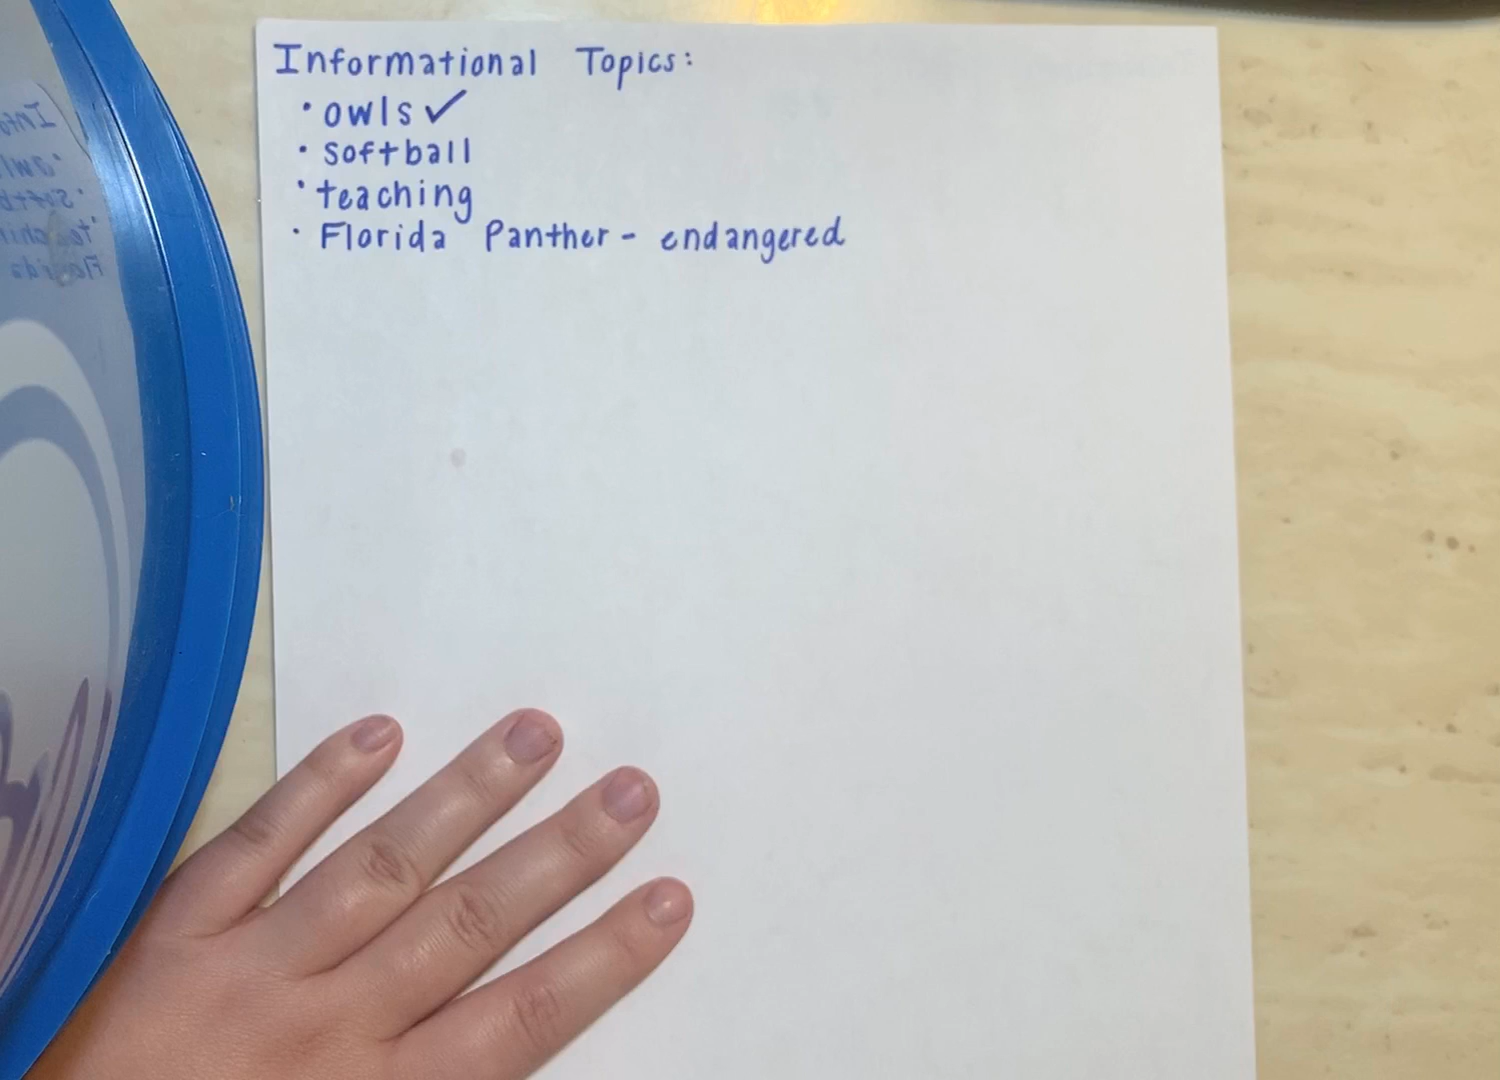 Informational Topics:
• owls ✓
• softball
• teaching
• Florida Panther - endangered